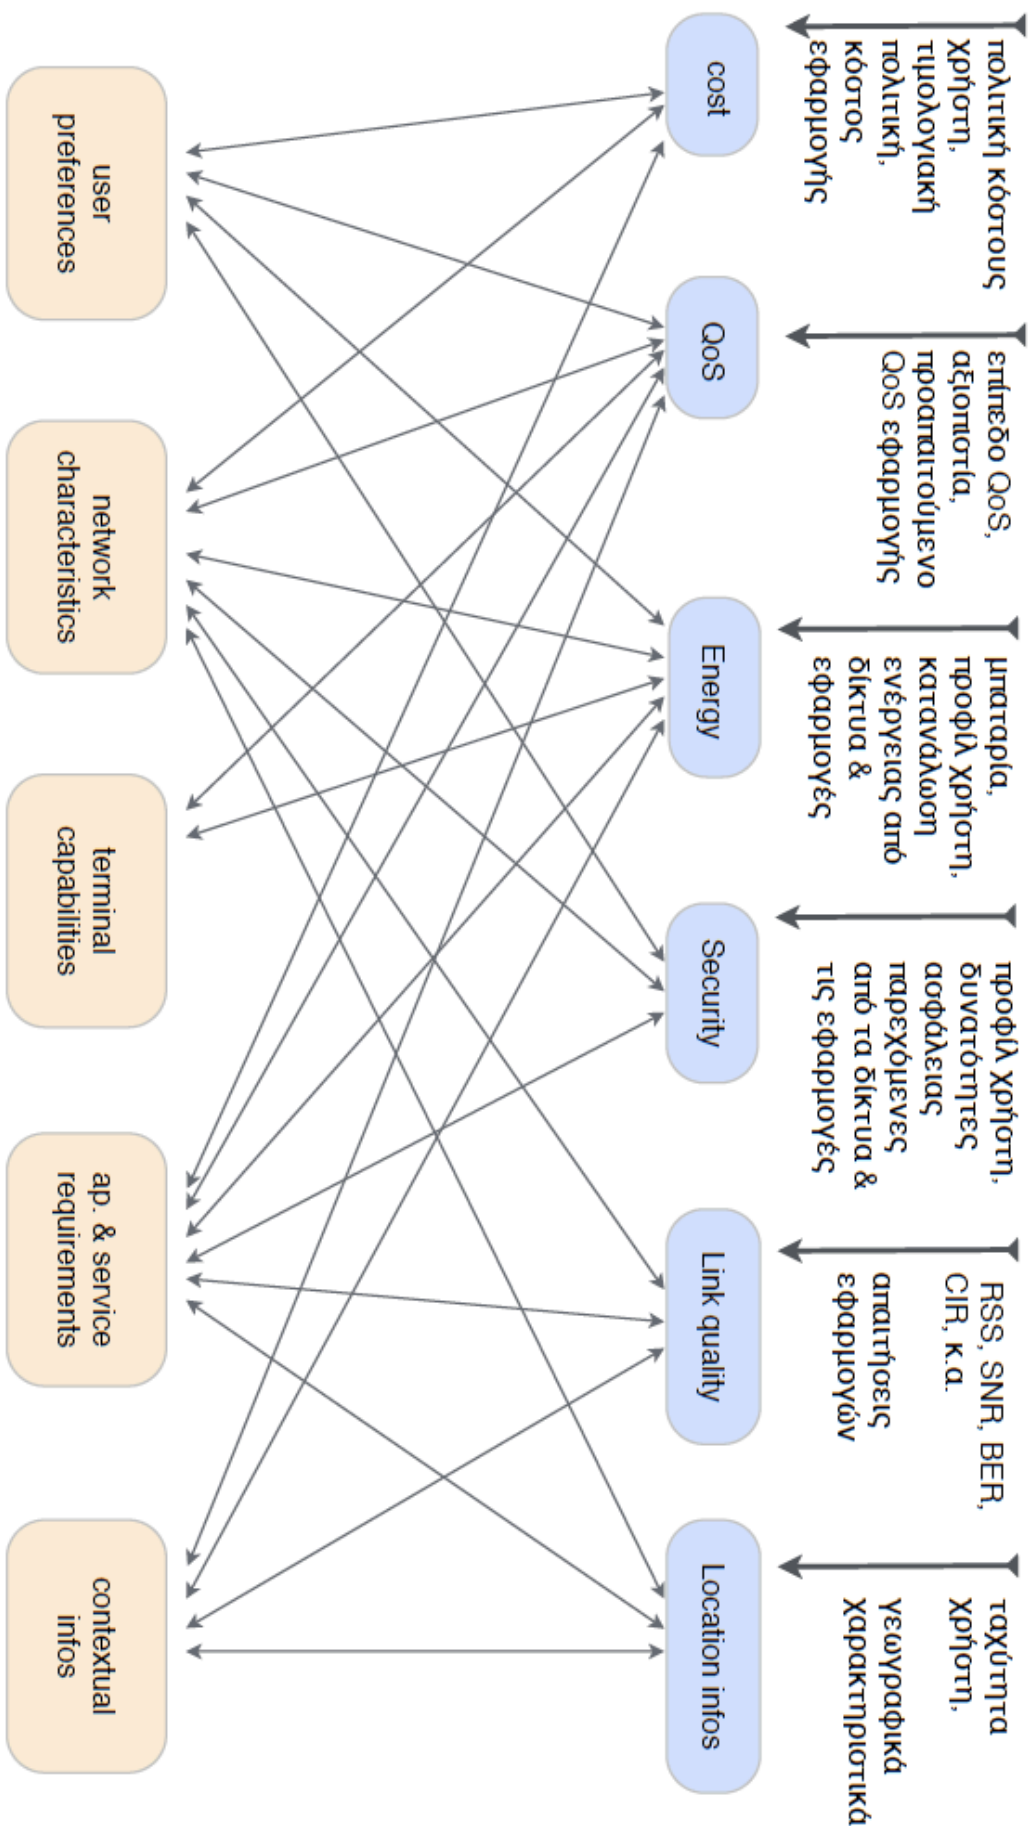 πολιτική κόστους
χρήστη,
τιμολογιακή
πολιτική,
κόστος
εφαρμογής
επίπεδο QoS,
αξιοπιστία,
προαπαιτούμενο
QoS εφαρμογής
μπαταρία,
προφίλ χρήστη,
κατανάλωση
ενέργειας από
δίκτυα &
εφαρμογές
προφίλ χρήστη,
δυνατότητες
ασφάλειας
παρεχόμενες
από τα δίκτυα &
τις εφαρμογές
RSS, SNR, BER,
CIR, κ.α.
απαιτήσεις
εφαρμογών
ταχύτητα
χρήστη,
γεωγραφικά
χαρακτηριστικά
cost
QoS
Energy
Security
Link quality
Location infos
user
preferences
network
characteristics
terminal
capabilities
ap. & service
requirements
contextual
infos